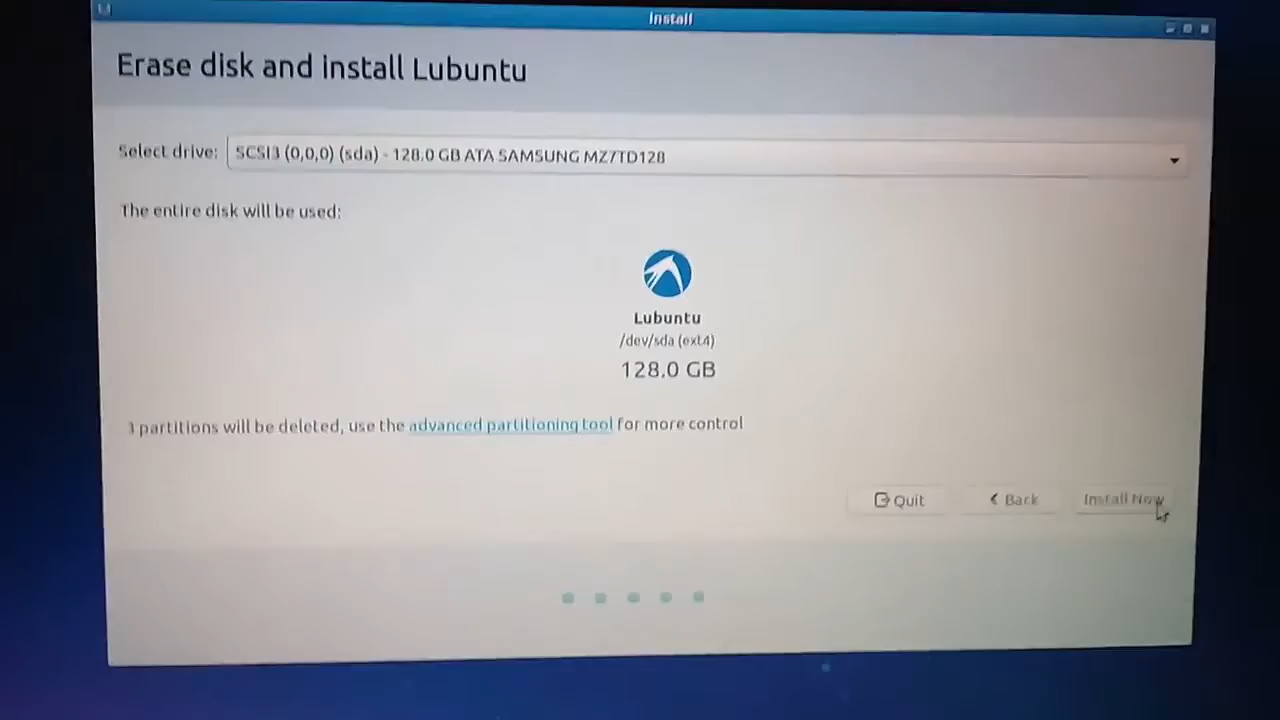 Install
Erase disk and install Lubuntu
Select drive: SCSI3 (0,0,0) (sda) - 128.0 GB ATA SAMSUNG MZ7TD128
The entire disk will be used:
Lubuntu
/dev/sda (ext4)
128.0 GB
partitions will be deleted, use the advanced partitioning tool for more control
Quit Back Install Now